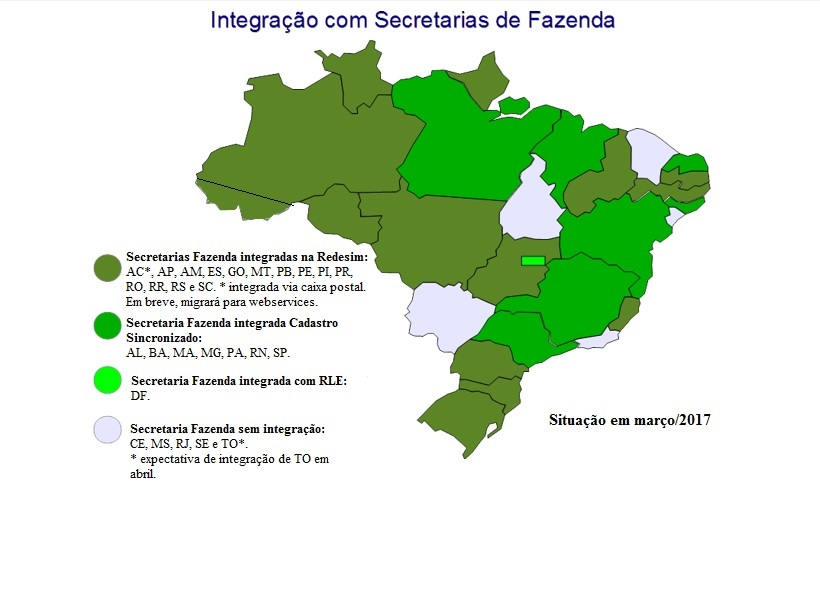 Integração com Secretarias de Fazenda
Secretarias Fazenda integradas na Redesim:
AC*, AP, AM, ES, GO, MT, PB, PE, PI, PR,
RO, RR, RS e SC. * integrada via caixa postal.
Em breve, migrará para webservices.
Secretaria Fazenda integrada Cadastro
Sincronizado:
AL, BA, MA, MG, PA, RN, SP.
Secretaria Fazenda integrada com RLE:
DF.
Secretaria Fazenda sem integração:
CE, MS, RJ, SE e TO*.
* expectativa de integração de TO em
abril.
Situação em março/2017